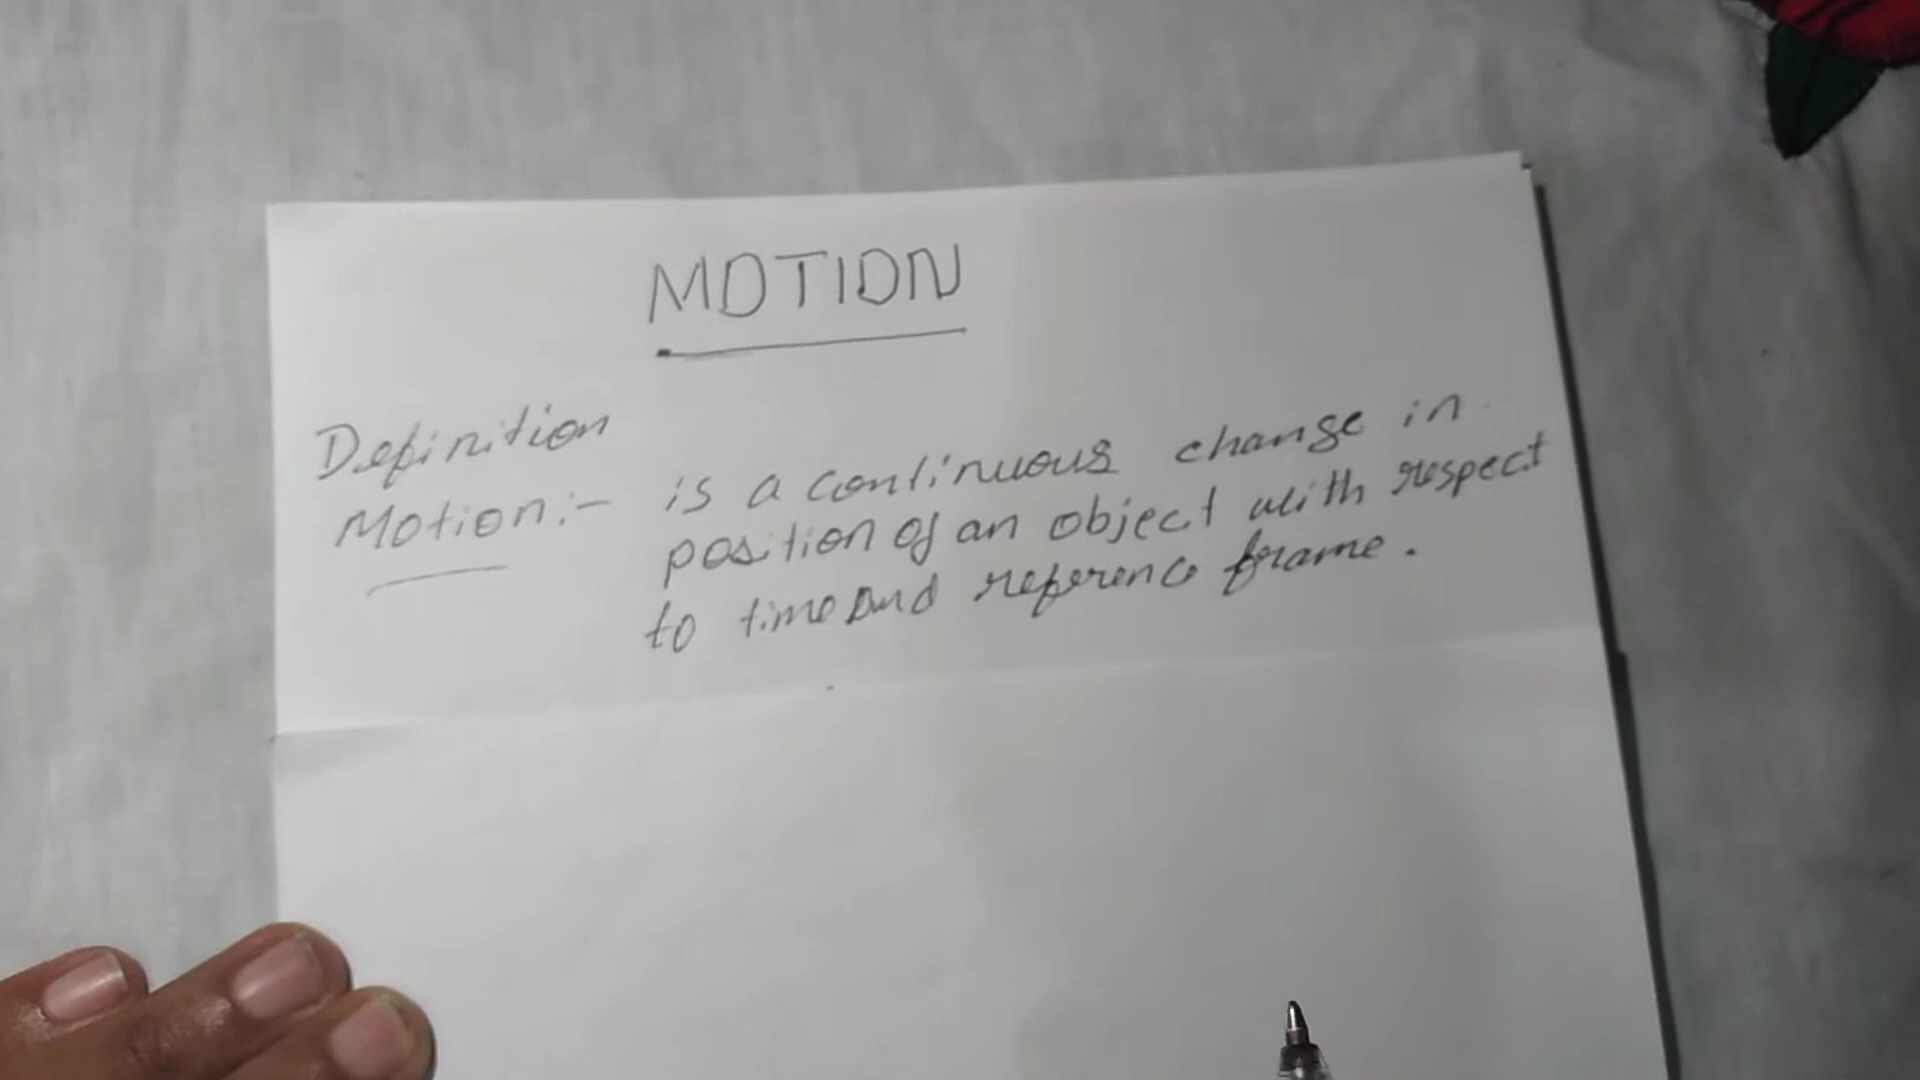 MOTION
Definition
Motion:- is a continuous change in
position of an object with respect
to time and reference frame.